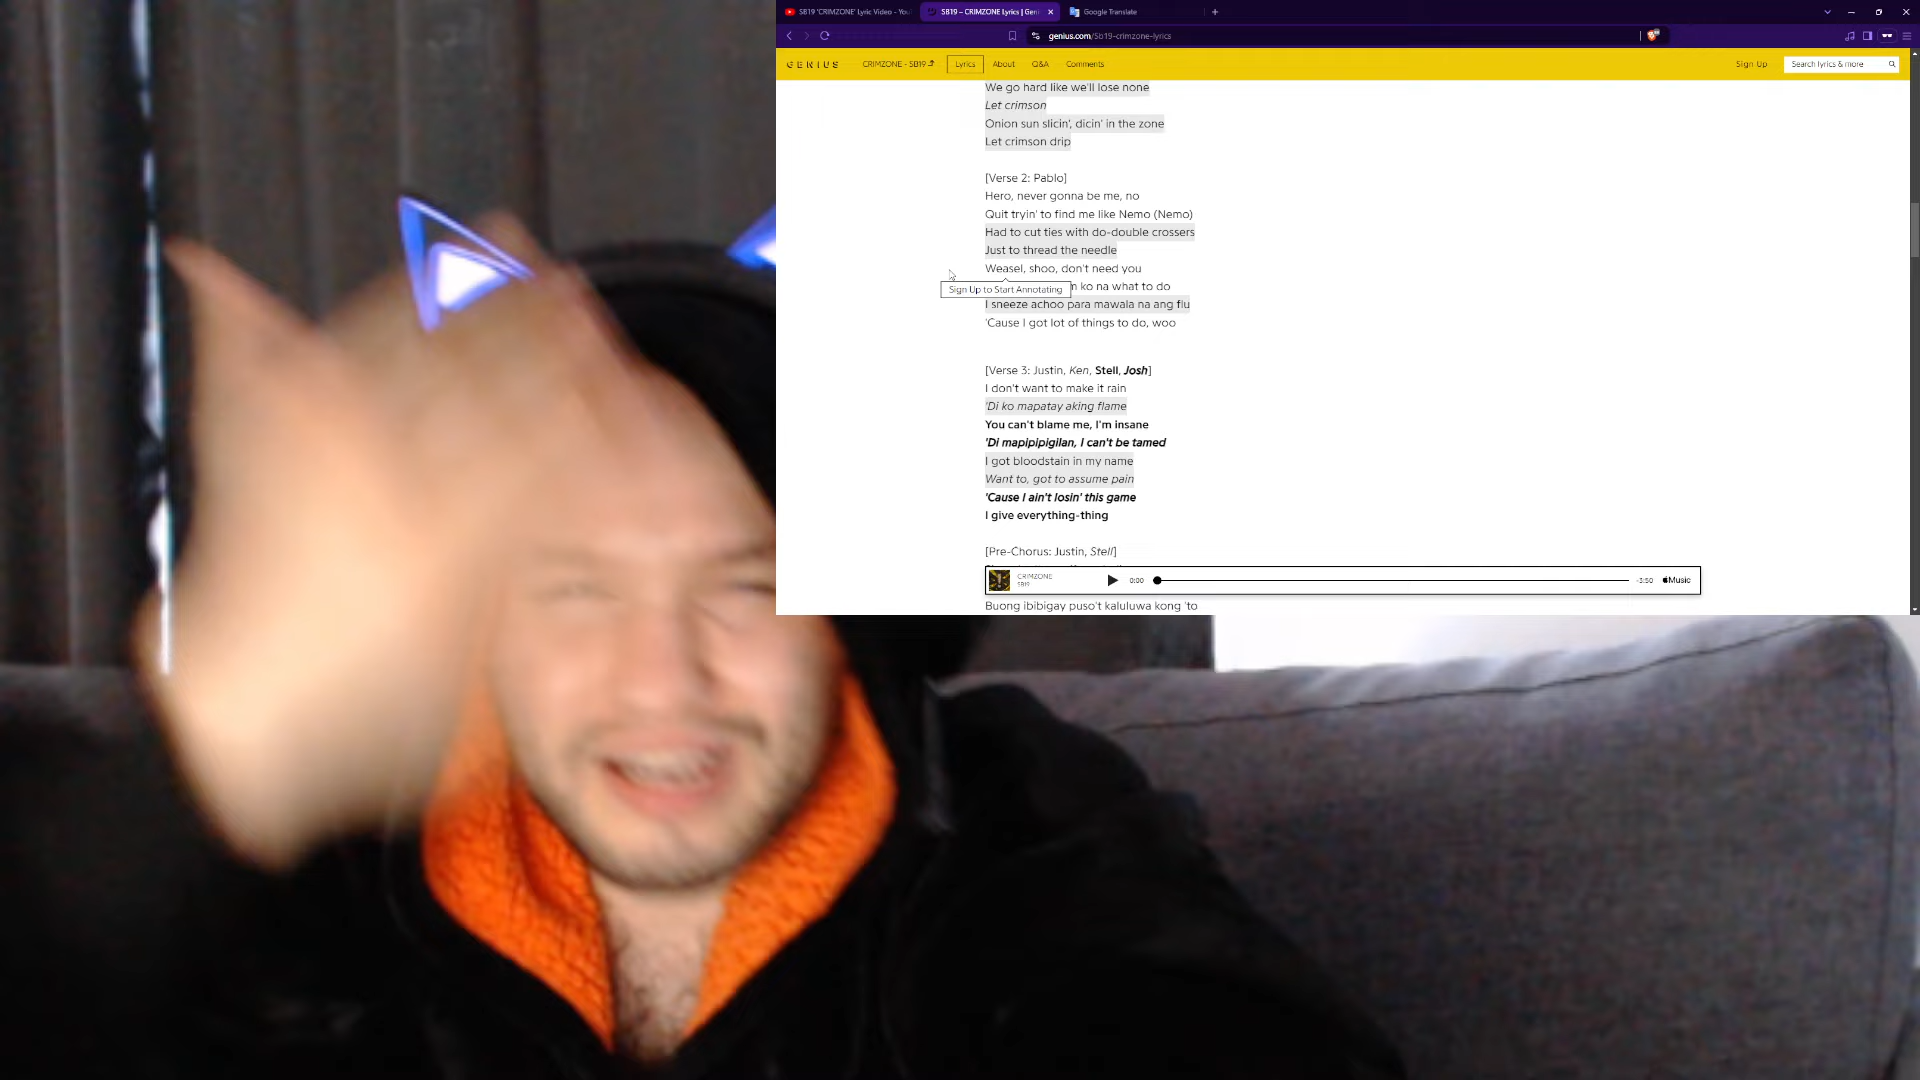 SB19 'CRIMZONE' Lyric Video - You
SB19 – CRIMZONE Lyrics | Geni
Google Translate
genius.com/Sb19-crimzone-lyrics
GENIUS
CRIMZONE - SB19
Lyrics
About
Q&A
Comments
Sign Up
Search lyrics & more
We go hard like we'll lose none
Let crimson
Onion sun slicin', dicin' in the zone
Let crimson drip
[Verse 2: Pablo]
Hero, never gonna be me, no
Quit tryin' to find me like Nemo (Nemo)
Had to cut ties with do-double crossers
Just to thread the needle
Weasel, shoo, don't need you
Sign Up to Start Annotating
ko na what to do
I sneeze achoo para mawala na ang flu
'Cause I got lot of things to do, woo
[Verse 3: Justin, Ken, Stell, Josh]
I don't want to make it rain
'Di ko mapatay aking flame
You can't blame me, I'm insane
'Di mapipipigilan, I can't be tamed
I got bloodstain in my name
Want to, got to assume pain
'Cause I ain't losin' this game
I give everything-thing
[Pre-Chorus: Justin, Stell]
CRIMZONE
SB19
0:00
-3:50
Music
Buong ibibigay puso't kaluluwa kong 'to